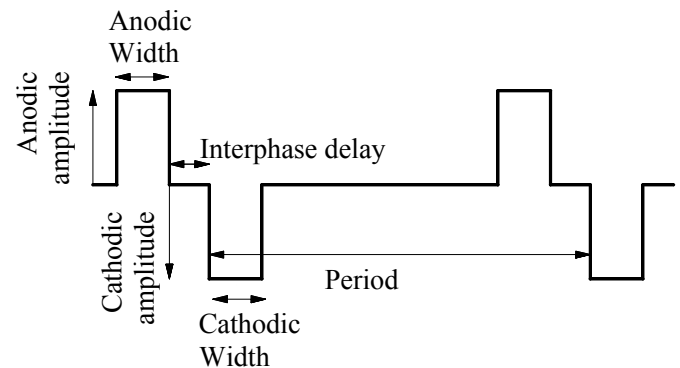 Anodic
Width
Anodic
amplitude
Interphase delay
Cathodic
amplitude
Period
Cathodic
Width